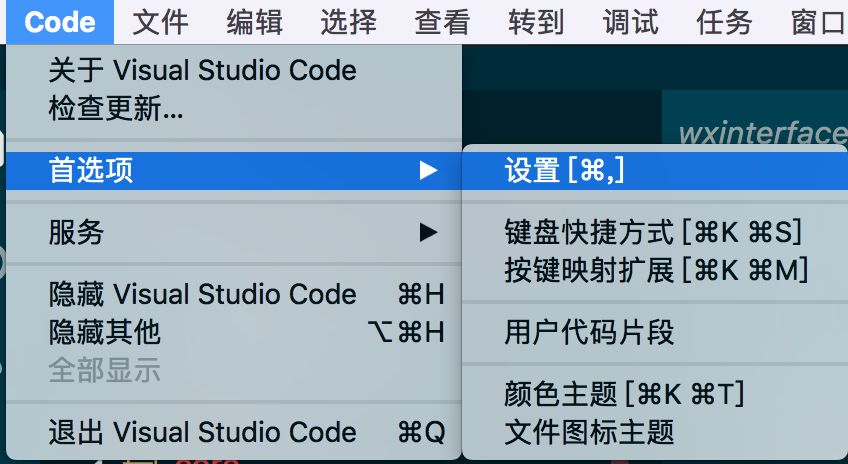 Code 文件 编辑 选择 查看 转到 调试 任务 窗口
关于 Visual Studio Code
检查更新...
wxinterface
首选项
设置 [⌘,]
服务
键盘快捷方式 [⌘K ⌘S]
按键映射扩展 [⌘K ⌘M]
隐藏 Visual Studio Code ⌘H
隐藏其他 ⌥⌘H
用户代码片段
全部显示
颜色主题 [⌘K ⌘T]
退出 Visual Studio Code ⌘Q
文件图标主题